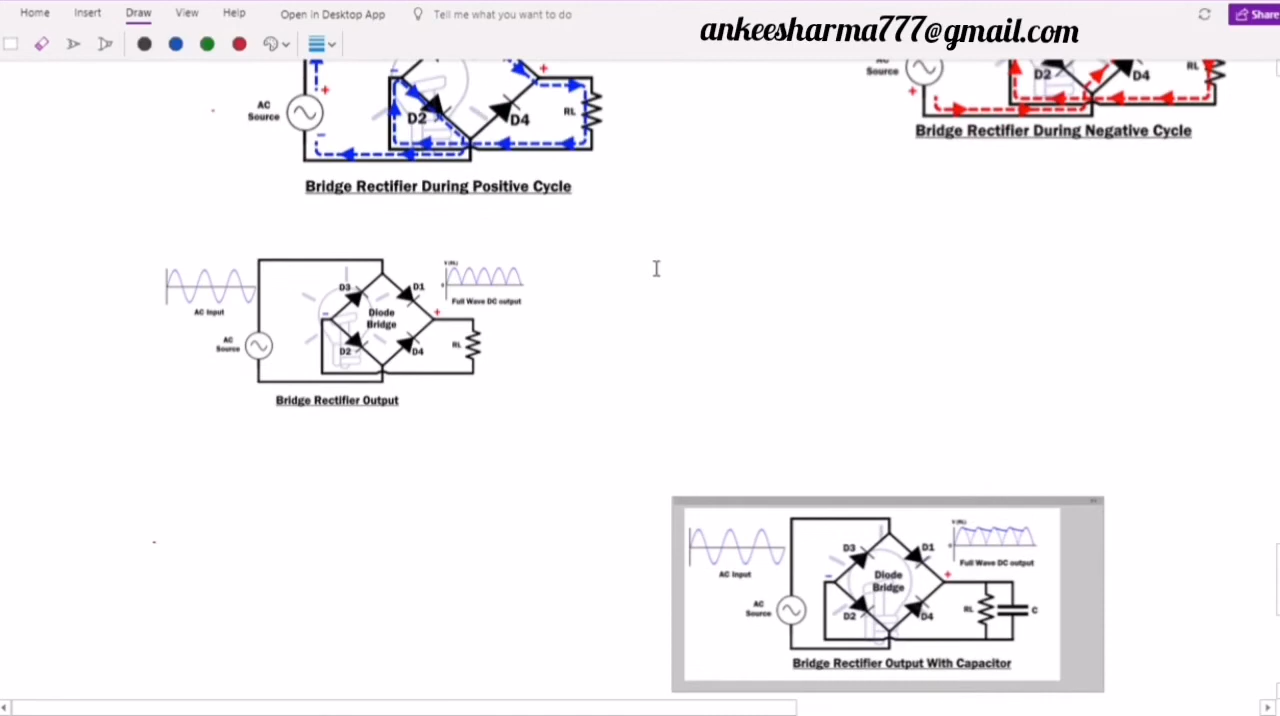 Home Insert Draw View Help Open in Desktop App Tell me what you want to do
ankeesharma777@gmail.com
Share
+
-
+
AC
Source
D2
D4
RL
-
Bridge Rectifier During Positive Cycle
Source
+
D2
D4
RL
Bridge Rectifier During Negative Cycle
AC Input
AC
Source
D3
D1
Diode
Bridge
D2
D4
-
+
RL
V (RL)
0
Full Wave DC output
Bridge Rectifier Output
AC Input
AC
Source
D3
D1
Diode
Bridge
D2
D4
-
+
RL
C
V (RL)
0
Full Wave DC output
Bridge Rectifier Output With Capacitor